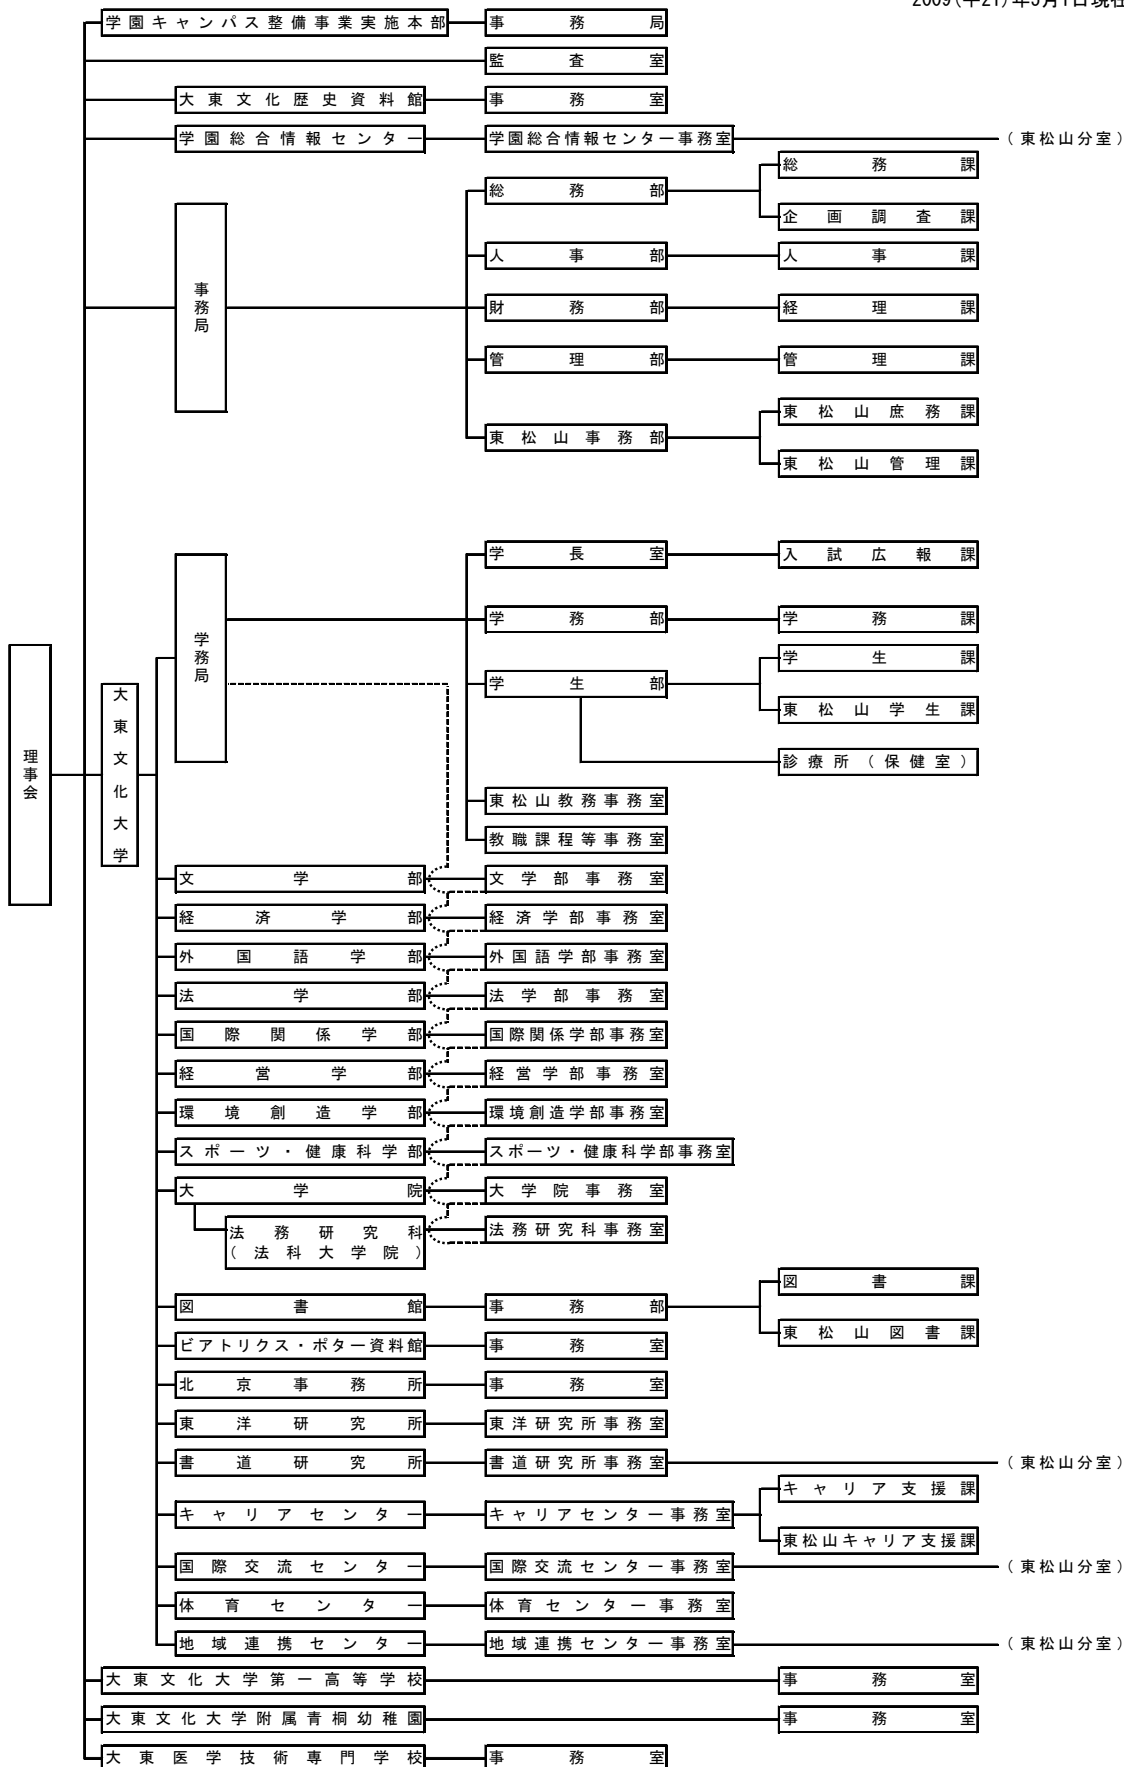 2009(平21)年5月1日現在
学園キャンパス整備事業実施本部 事務局
監査室
大東文化歴史資料館 事務室
学園総合情報センター 学園総合情報センター事務室 (東松山分室)
総務課
総務部
企画調査課
人事部 人事課
事務局 財務部 経理課
管理部 管理課
東松山庶務課
東松山事務部
東松山管理課
学長室 入試広報課
学務部 学務課
学務局
学生課
学生部
東松山学生課
診療所(保健室)
理事会
大東文化大学
東松山教務事務室
教職課程等事務室
文学部 文学部事務室
経済学部 経済学部事務室
外国語学部 外国語学部事務室
法学部 法学部事務室
国際関係学部 国際関係学部事務室
経営学部 経営学部事務室
環境創造学部 環境創造学部事務室
スポーツ・健康科学部 スポーツ・健康科学部事務室
大学院 大学院事務室
法務研究科 法務研究科事務室
(法科大学院)
図書課
図書館 事務部
東松山図書課
ビアトリクス・ポター資料館 事務室
北京事務所 事務室
東洋研究所 東洋研究所事務室
書道研究所 書道研究所事務室 (東松山分室)
キャリア支援課
キャリアセンター キャリアセンター事務室
東松山キャリア支援課
国際交流センター 国際交流センター事務室 (東松山分室)
体育センター 体育センター事務室
地域連携センター 地域連携センター事務室 (東松山分室)
大東文化大学第一高等学校 事務室
大東文化大学附属青桐幼稚園 事務室
大東医学技術専門学校 事務室